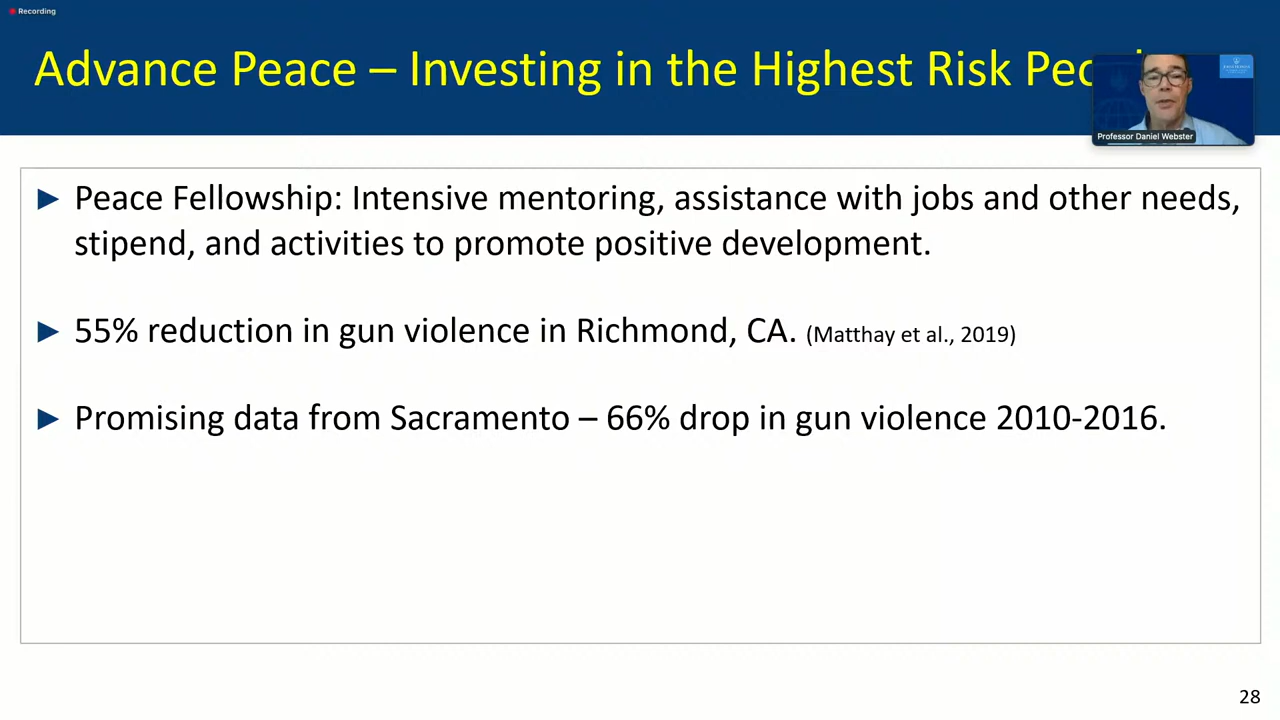 Recording
Advance Peace – Investing in the Highest Risk
Professor Daniel Webster
► Peace Fellowship: Intensive mentoring, assistance with jobs and other needs,
stipend, and activities to promote positive development.
► 55% reduction in gun violence in Richmond, CA. (Matthay et al., 2019)
► Promising data from Sacramento – 66% drop in gun violence 2010-2016.
28